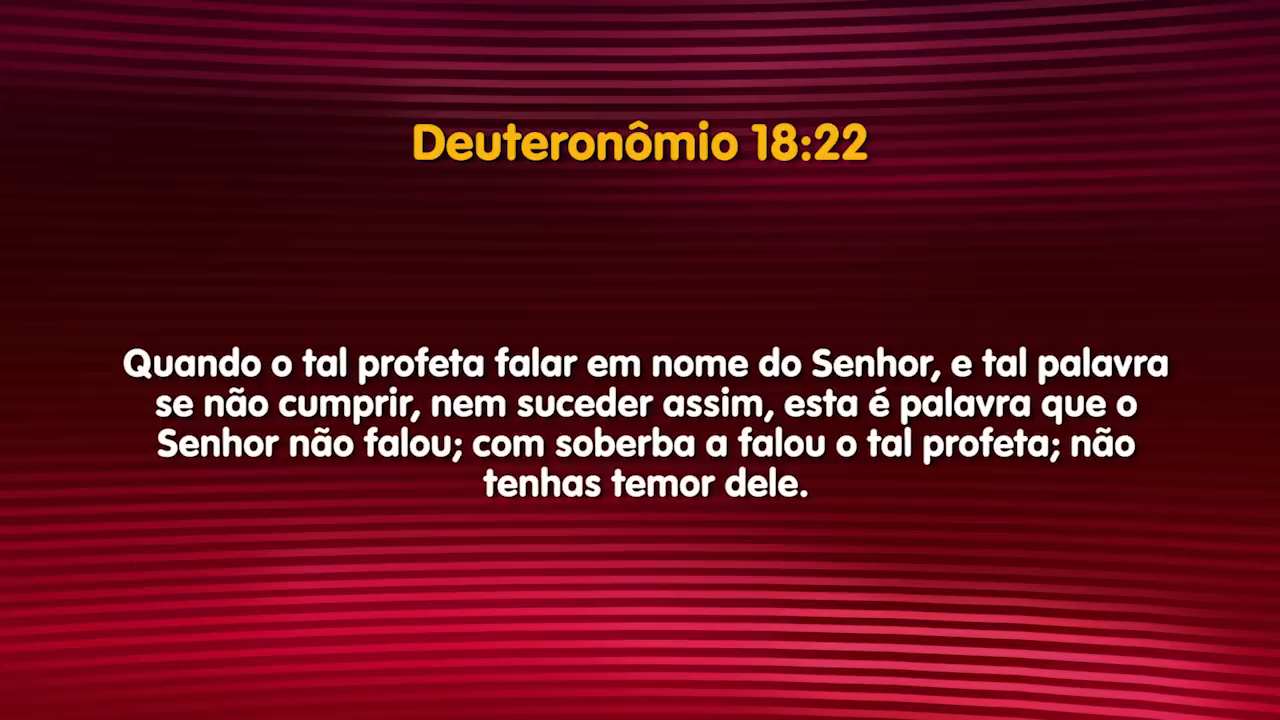 Deuteronômio 18:22
Quando o tal profeta falar em nome do Senhor, e tal palavra
se não cumprir, nem suceder assim, esta é palavra que o
Senhor não falou; com soberba a falou o tal profeta; não
tenhas temor dele.